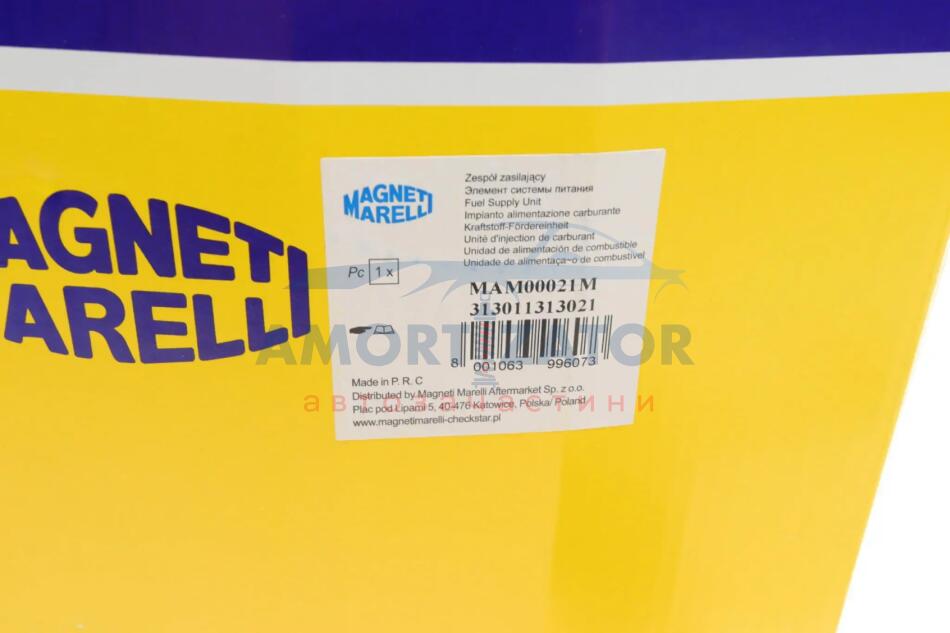 MAGNETI
MARELLI
MAGNETI
MARELLI
Zespół zasilający
Элемент системы питания
Fuel Supply Unit
Impianto alimentazione carburante
Kraftstoff-Fördereinheit
Unité d'injection de carburant
Unidad de alimentación de combustible
Unidade de alimentaça~o de combustível
Pc 1 x
MAM00021M
313011313021
8 001063 996073
Made in P. R. C
Distributed by Magneti Marelli Aftermarket Sp. z o.o.
Plac pod Lipami 5, 40-476 Katowice, Polska/ Poland
www.magnetimarelli-checkstar.pl
AMORTIZATOR
автозапчастини